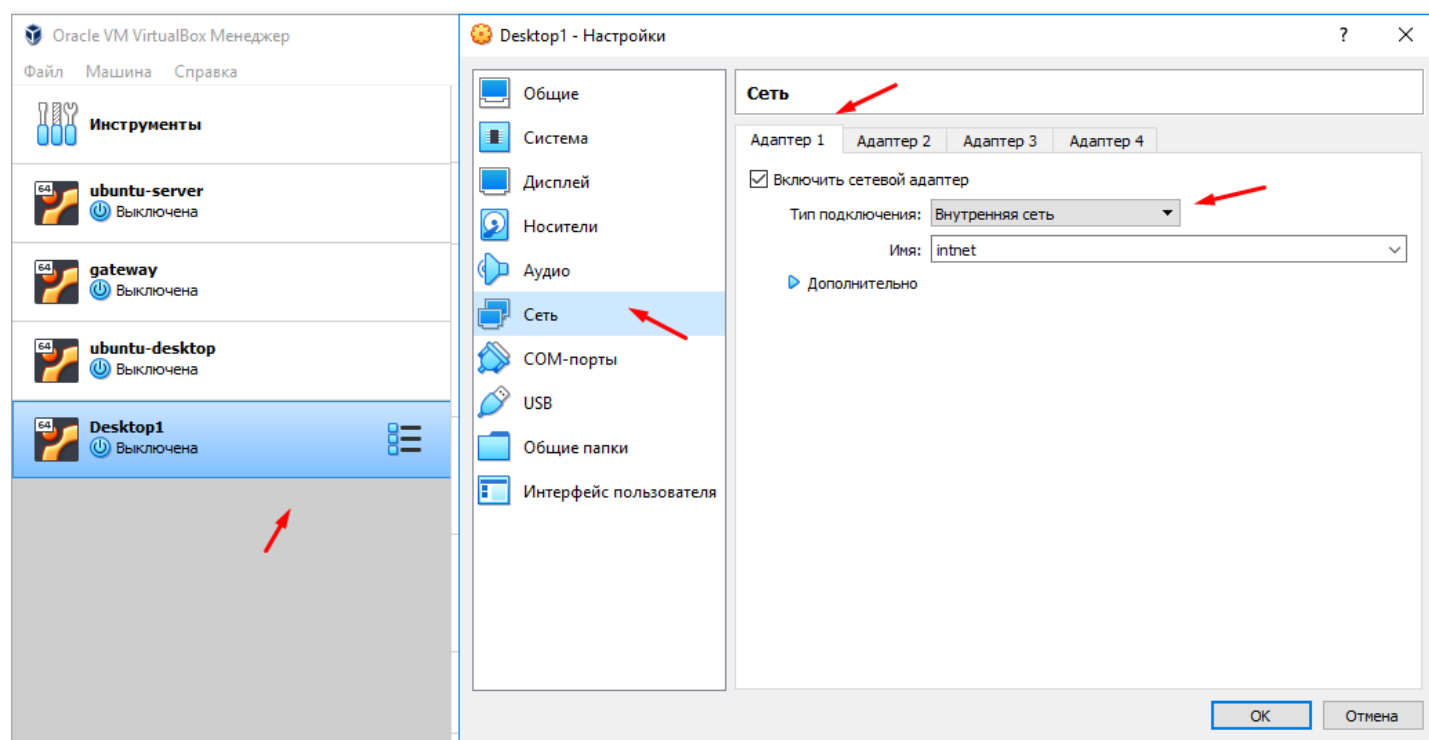 Oracle VM VirtualBox Менеджер
Файл Машина Справка
Инструменты
64
ubuntu-server
Выключена
64
gateway
Выключена
64
ubuntu-desktop
Выключена
64
Desktop1
Выключена
Desktop1 - Настройки
?
Общие
Система
Дисплей
Носители
Аудио
Сеть
COM-порты
USB
Общие папки
Интерфейс пользователя
Сеть
Адаптер 1 Адаптер 2 Адаптер 3 Адаптер 4
Включить сетевой адаптер
Тип подключения: Внутренняя сеть
Имя: intnet
Дополнительно
OK Отмена